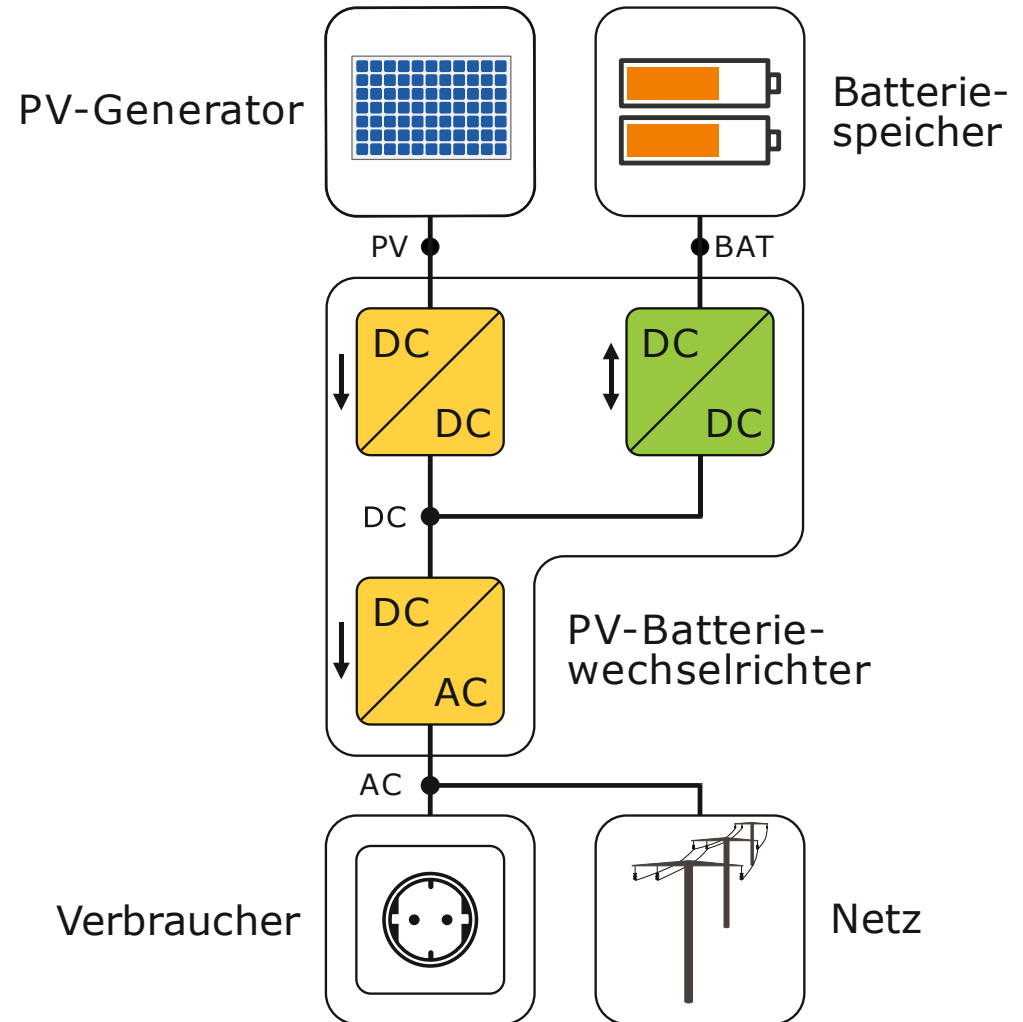 PV-Generator
Batterie-
speicher
PV
BAT
DC
DC
DC
DC
DC
DC
AC
PV-Batterie-
wechselrichter
AC
Verbraucher
Netz